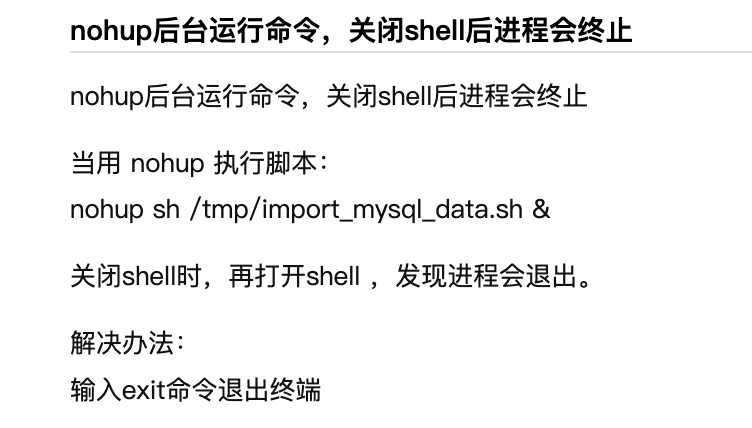 nohup后台运行命令，关闭shell后进程会终止
nohup后台运行命令，关闭shell后进程会终止
当用 nohup 执行脚本：
nohup sh /tmp/import_mysql_data.sh &
关闭shell时，再打开shell ，发现进程会退出。
解决办法：
输入exit命令退出终端